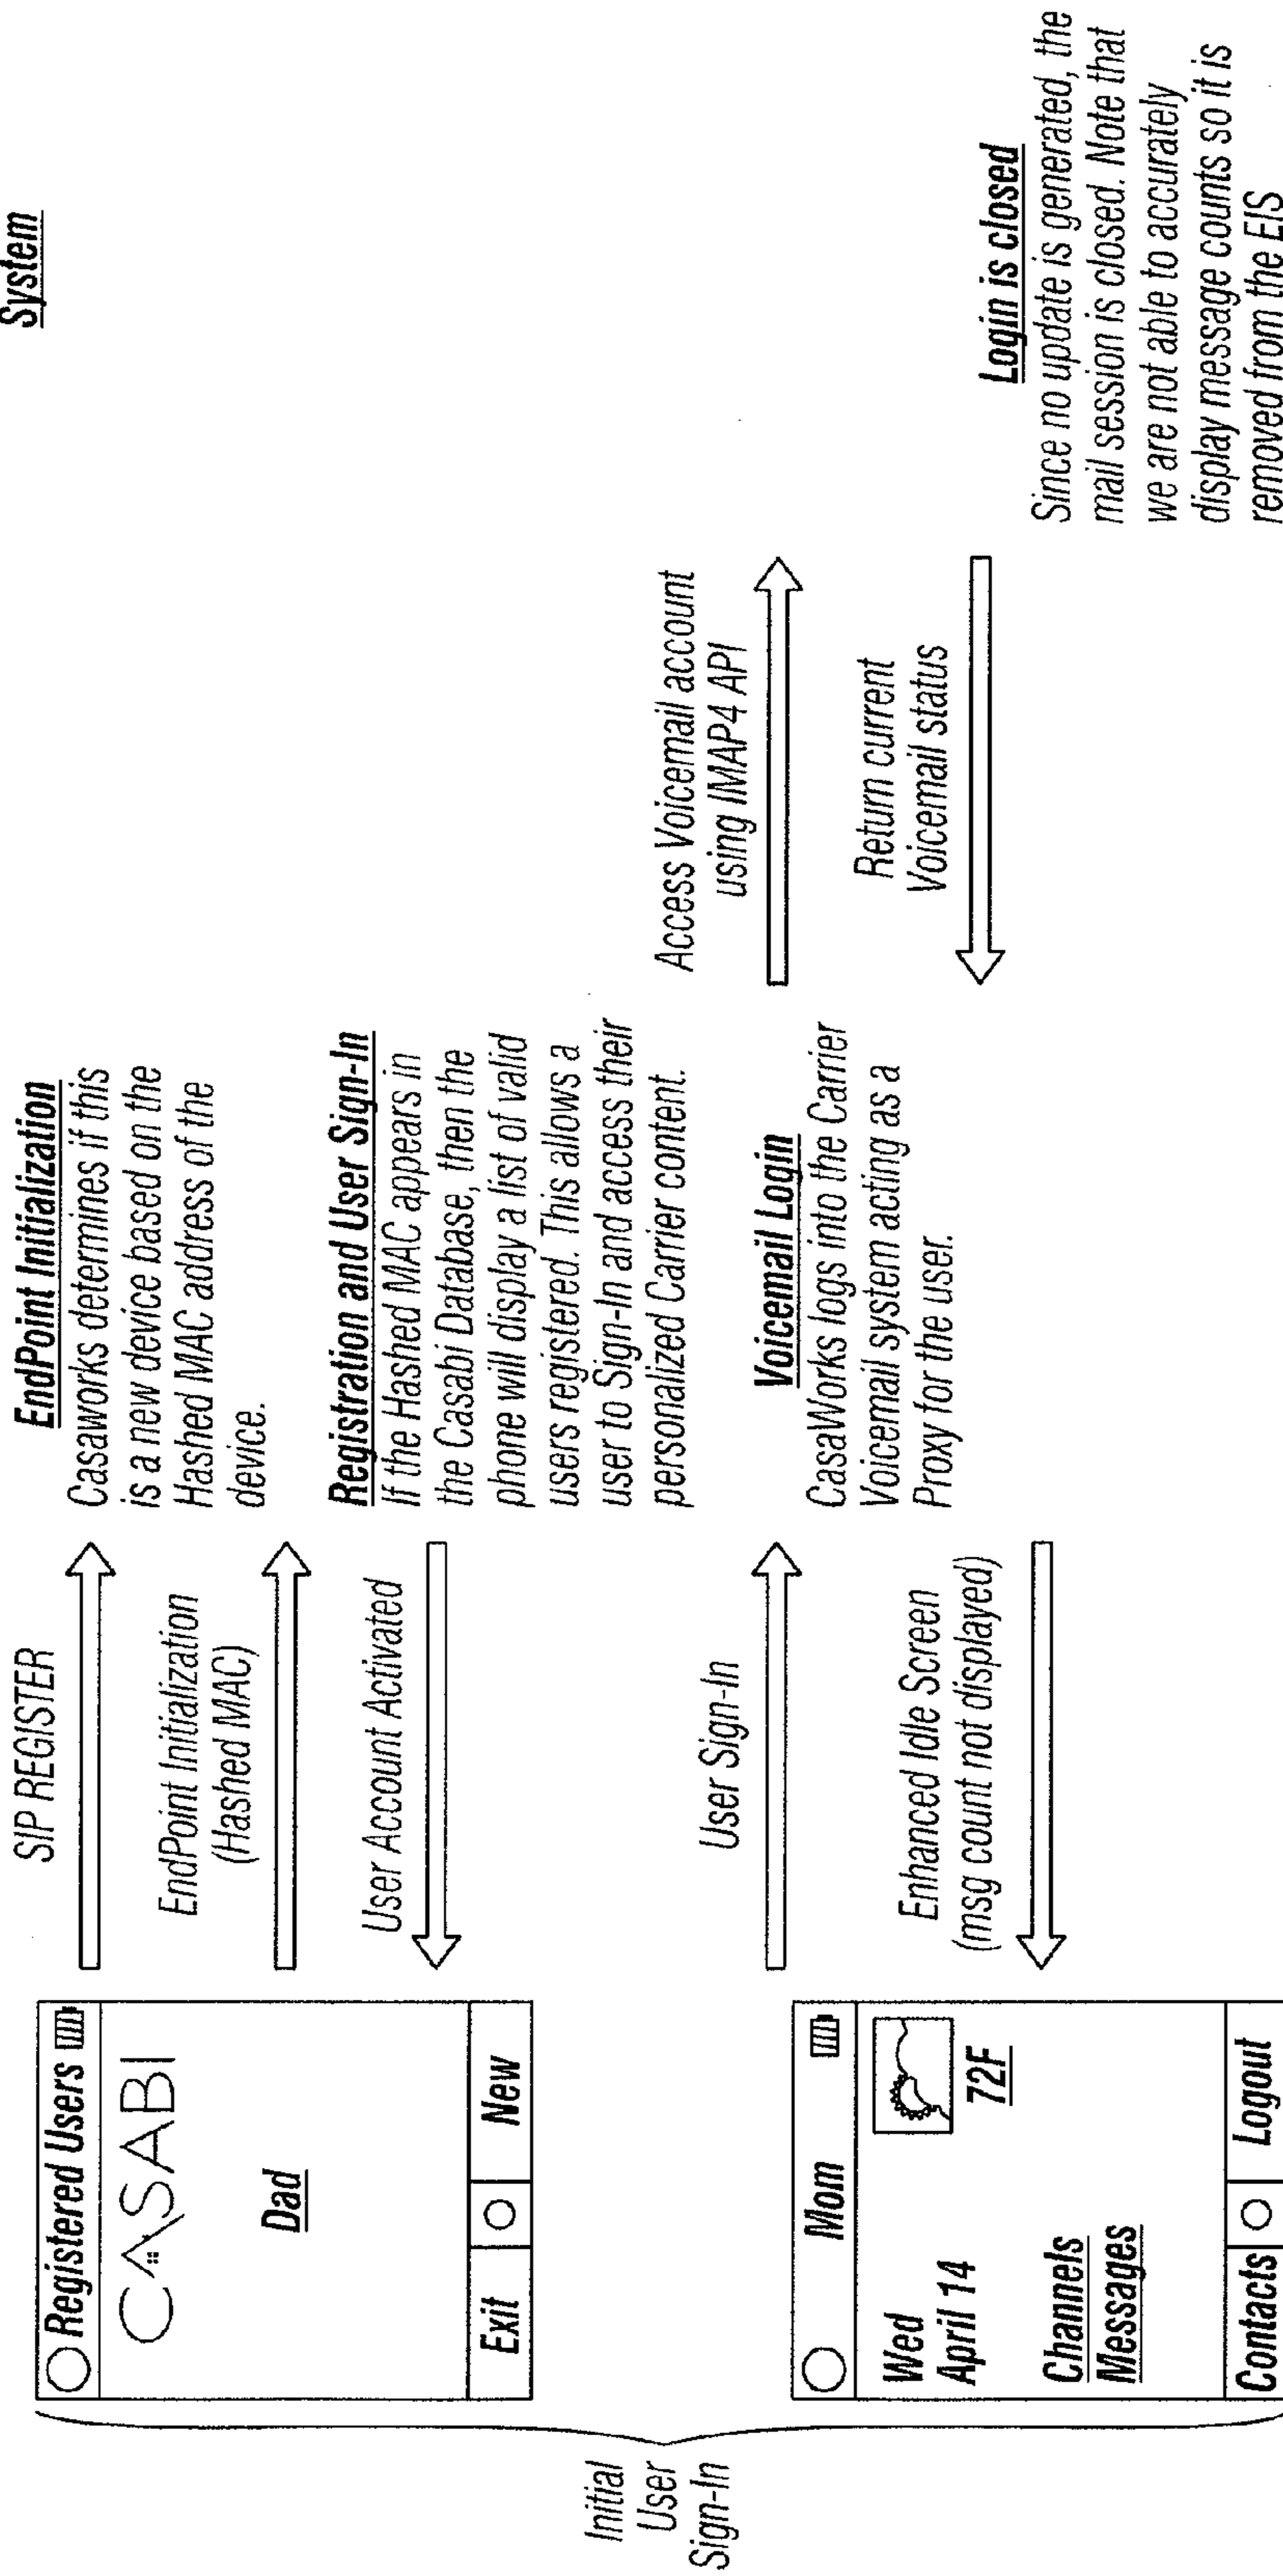 System
Initial
User
Sign-In
Registered Users
CASABI
Dad
Exit
New
SIP REGISTER
EndPoint Initialization
(Hashed MAC)
User Account Activated
EndPoint Initialization
Casaworks determines if this
is a new device based on the
Hashed MAC address of the
device.
Registration and User Sign-In
If the Hashed MAC appears in
the Casabi Database, then the
phone will display a list of valid
users registered. This allows a
user to Sign-In and access their
personalized Carrier content.
Mom
Wed
April 14
72F
Channels
Messages
Contacts
Logout
User Sign-In
Enhanced Idle Screen
(msg count not displayed)
Voicemail Login
CasaWorks logs into the Carrier
Voicemail system acting as a
Proxy for the user.
Access Voicemail account
using IMAP4 API
Return current
Voicemail status
Login is closed
Since no update is generated, the
mail session is closed. Note that
we are not able to accurately
display message counts so it is
removed from the EIS